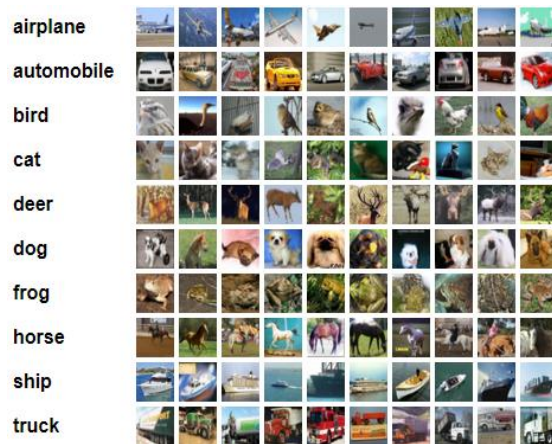 airplane
automobile
bird
cat
deer
dog
frog
horse
ship
truck